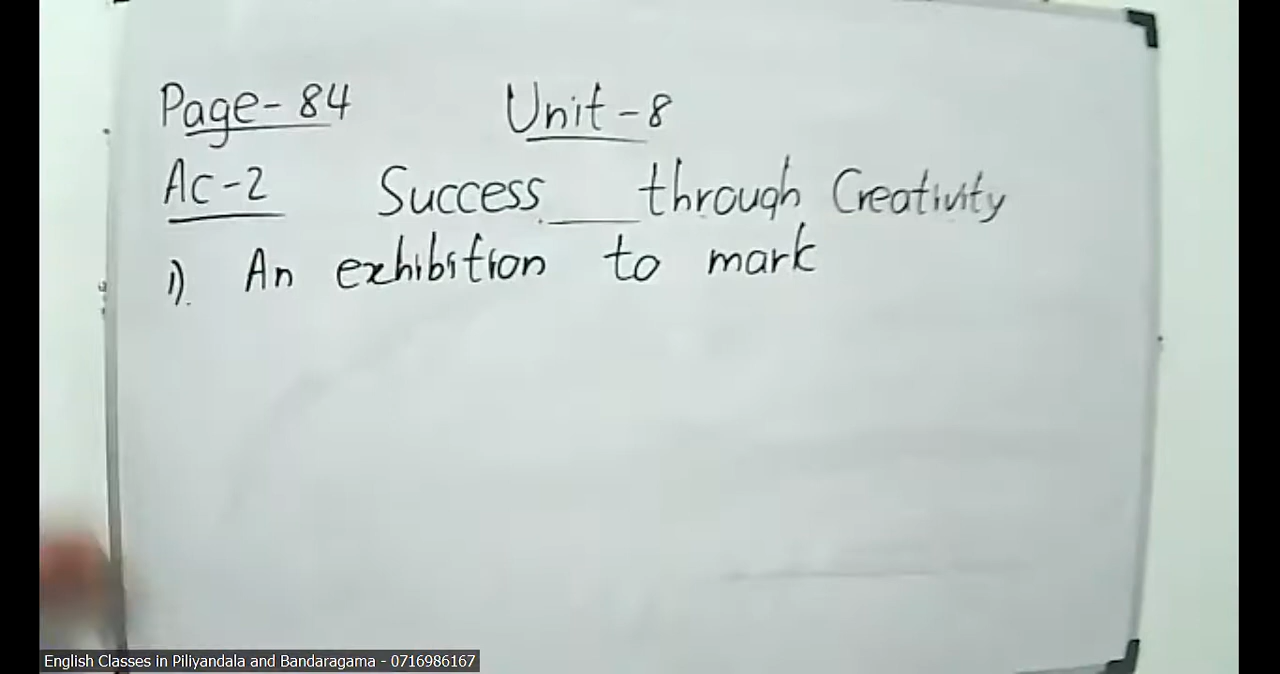 Page-84 Unit-8
Ac-2 Success ___ through Creativity
1). An exhibition to mark
English Classes in Piliyandala and Bandaragama - 0716986167